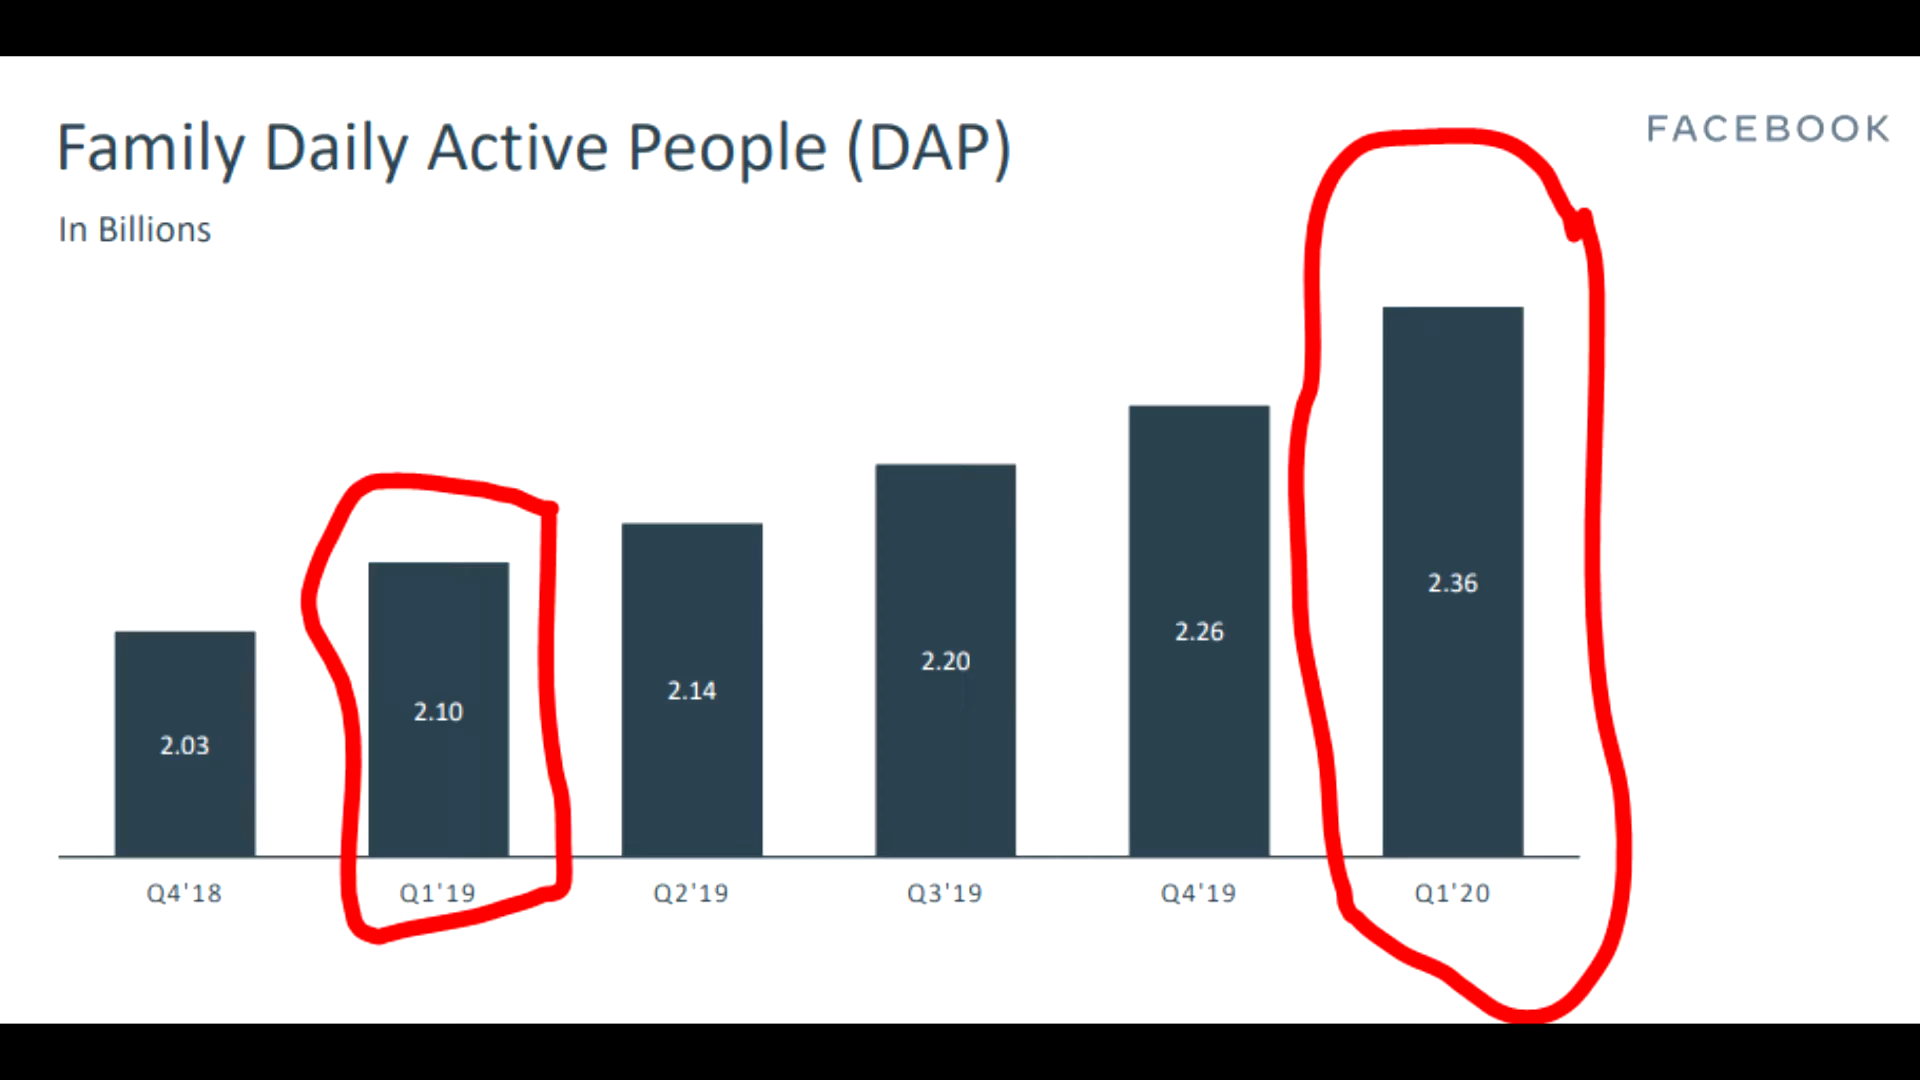 FACEBOOK
Family Daily Active People (DAP)
In Billions
2.03
2.10
2.14
2.20
2.26
2.36
Q4'18
Q1'19
Q2'19
Q3'19
Q4'19
Q1'20